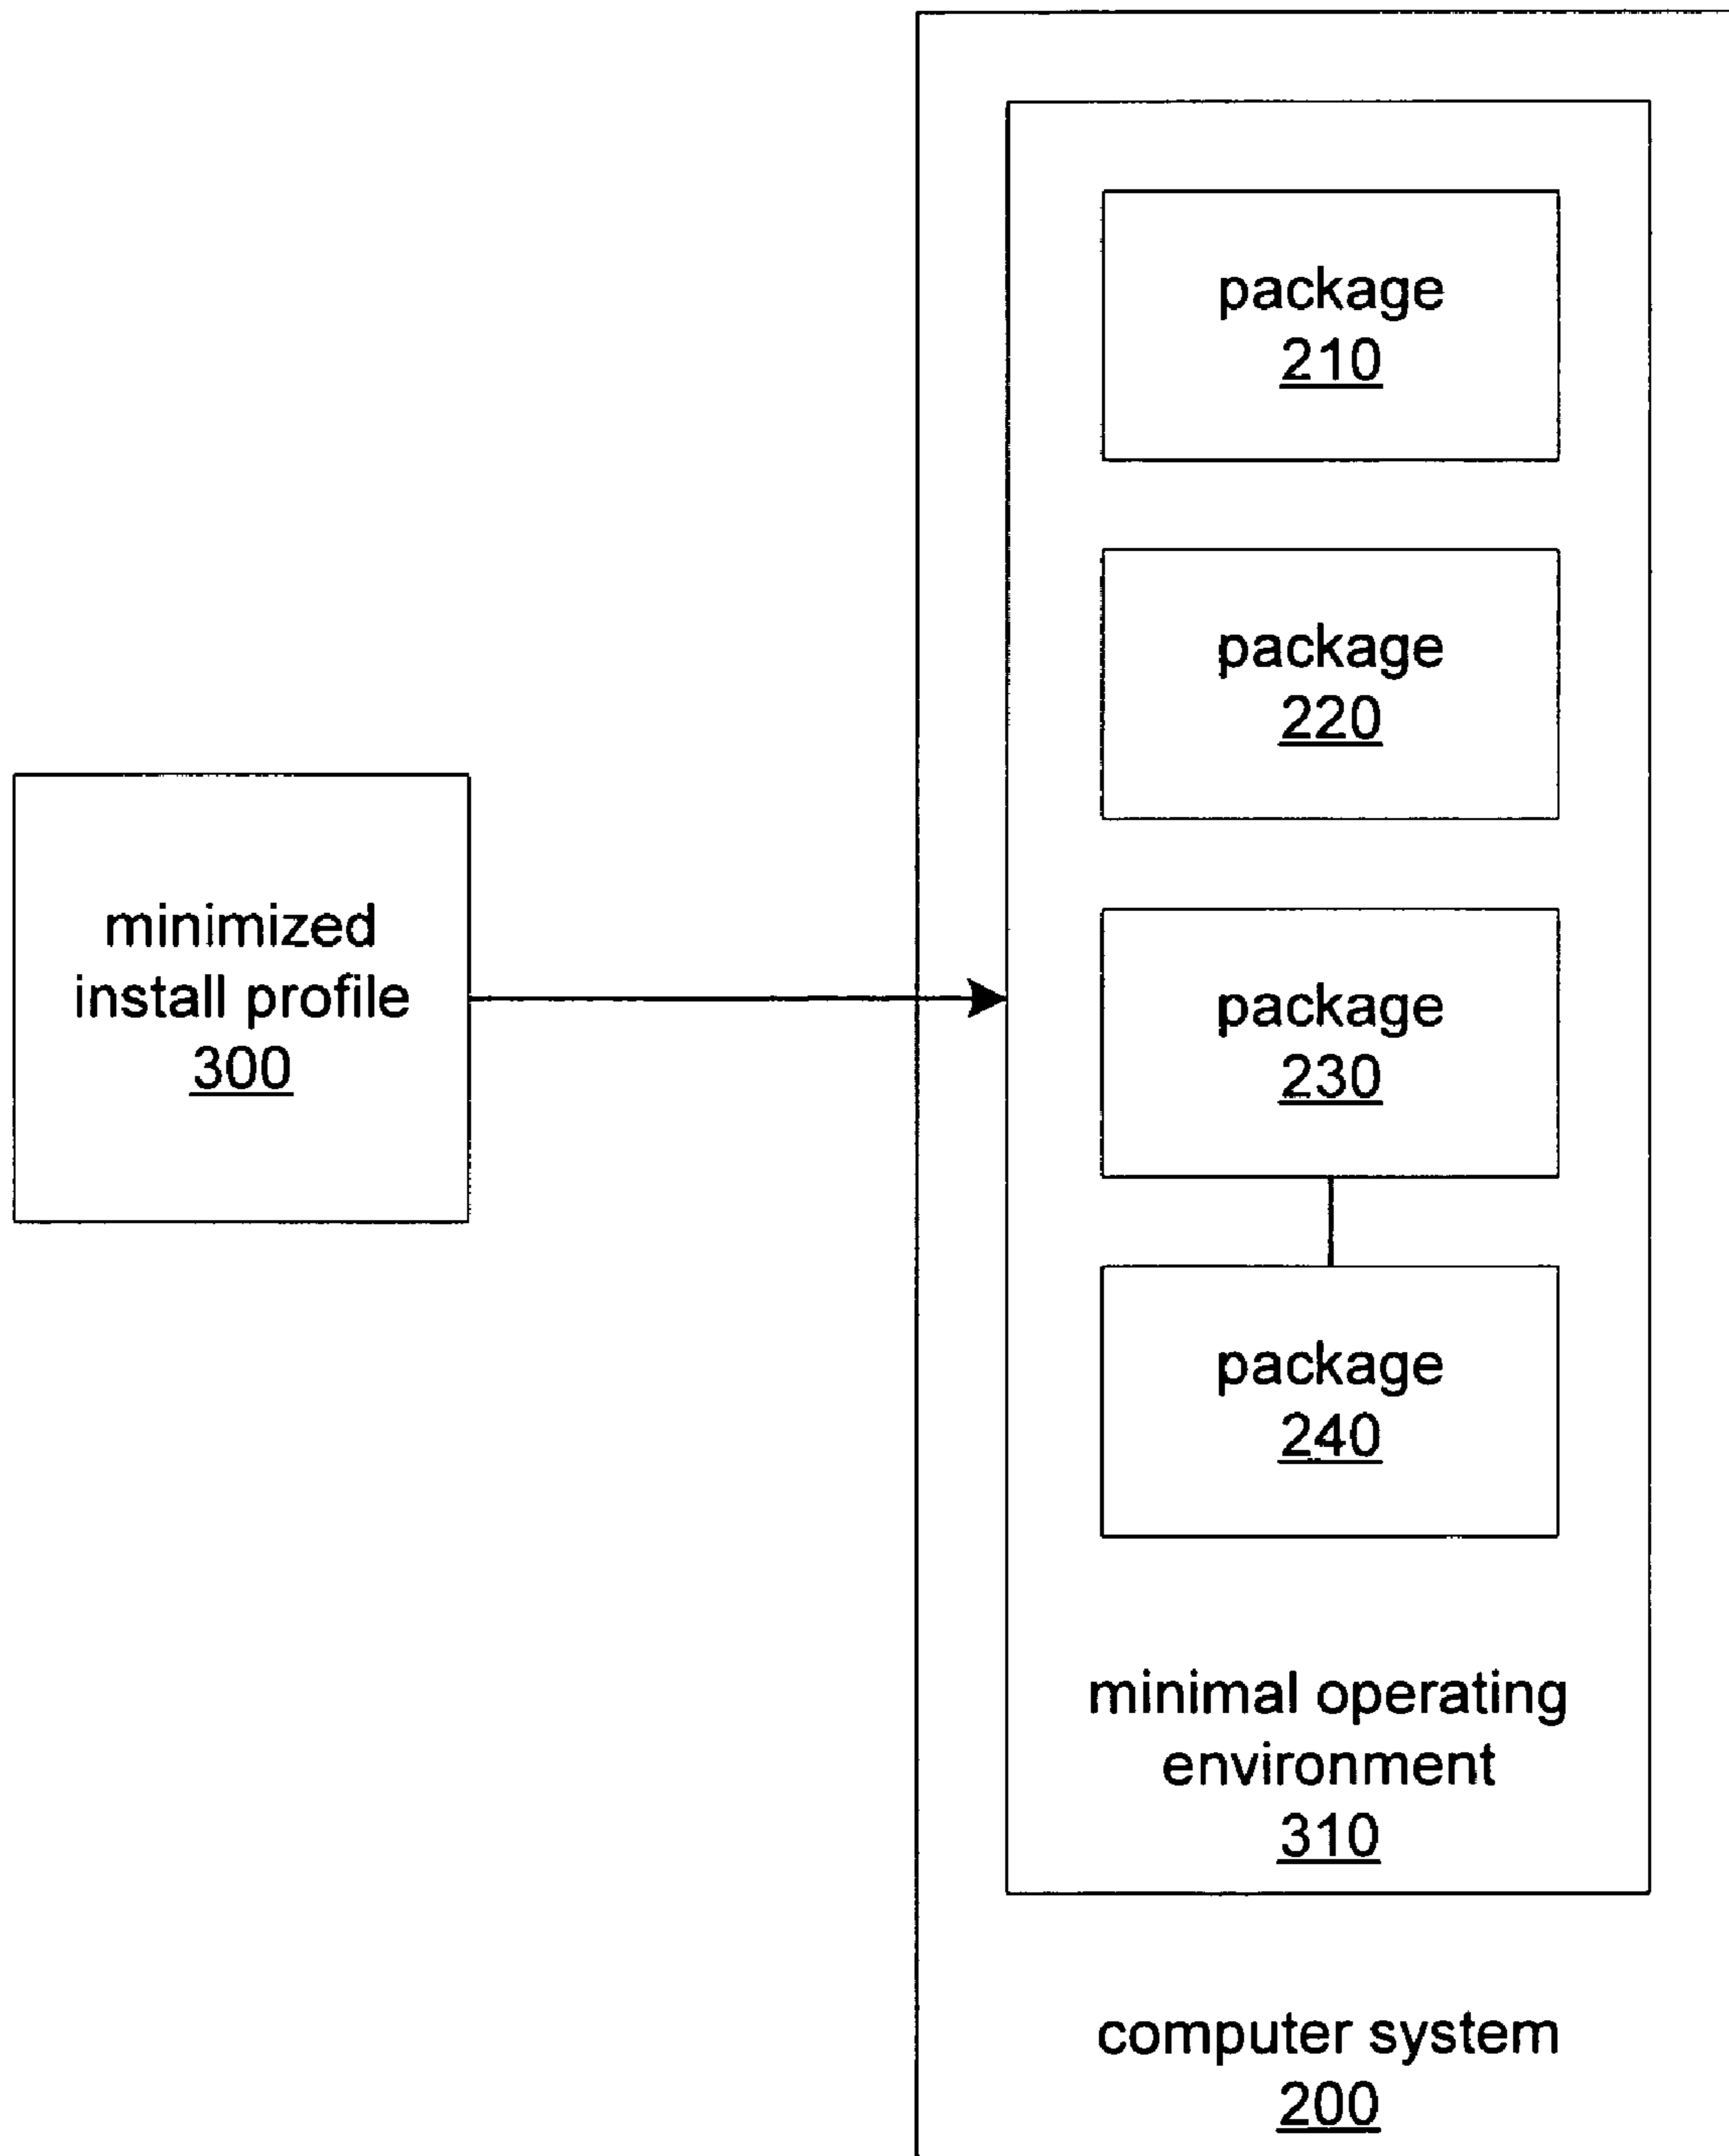 package
210
package
220
minimized
install profile
300
package
230
package
240
minimal operating
environment
310
computer system
200